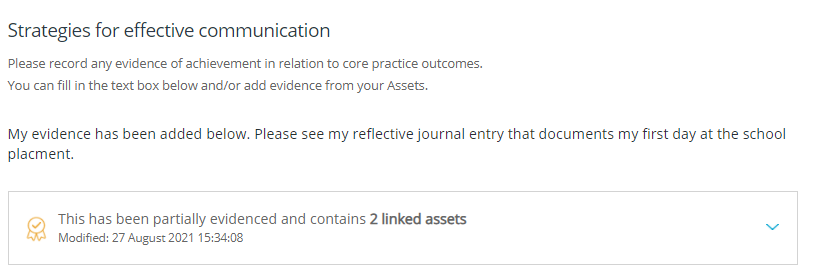 Strategies for effective communication
Please record any evidence of achievement in relation to core practice outcomes.
You can fill in the text box below and/or add evidence from your Assets.
My evidence has been added below. Please see my reflective journal entry that documents my first day at the school
placment.
This has been partially evidenced and contains 2 linked assets
Modified: 27 August 2021 15:34:08